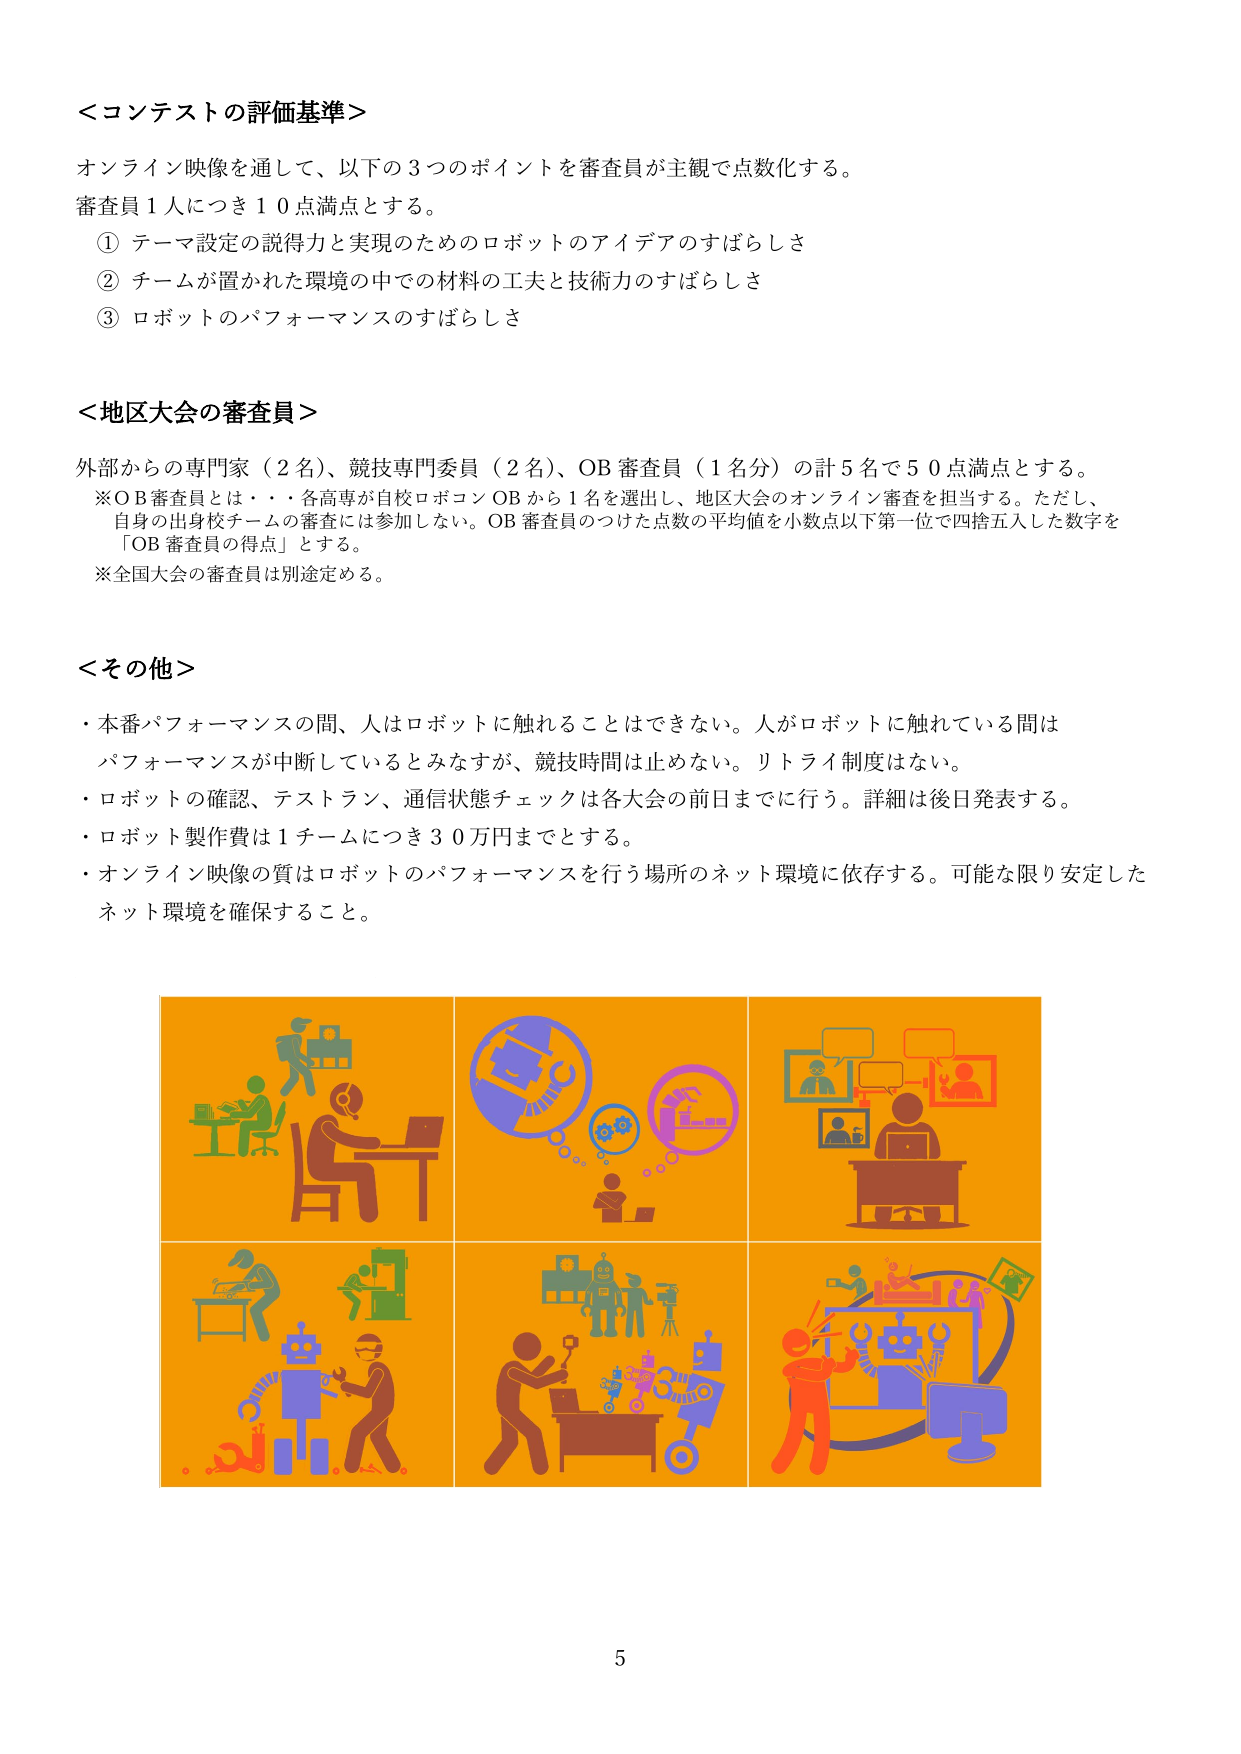 ＜コンテストの評価基準＞
オンライン映像を通して、以下の３つのポイントを審査員が主観で点数化する。
審査員１人につき１０点満点とする。
① テーマ設定の説得力と実現のためのロボットのアイデアのすばらしさ
② チームが置かれた環境の中での材料の工夫と技術力のすばらしさ
③ ロボットのパフォーマンスのすばらしさ
＜地区大会の審査員＞
外部からの専門家（２名）、競技専門委員（２名）、OB 審査員（１名分）の計５名で５０点満点とする。
※ＯＢ審査員とは・・・各高専が自校ロボコン OB から１名を選出し、地区大会のオンライン審査を担当する。ただし、
自身の出身校チームの審査には参加しない。OB 審査員のつけた点数の平均値を小数点以下第一位で四捨五入した数字を
「OB 審査員の得点」とする。
※全国大会の審査員は別途定める。
＜その他＞
・本番パフォーマンスの間、人はロボットに触れることはできない。人がロボットに触れている間は
パフォーマンスが中断しているとみなすが、競技時間は止めない。リトライ制度はない。
・ロボットの確認、テストラン、通信状態チェックは各大会の前日までに行う。詳細は後日発表する。
・ロボット製作費は１チームにつき３０万円までとする。
・オンライン映像の質はロボットのパフォーマンスを行う場所のネット環境に依存する。可能な限り安定した
ネット環境を確保すること。
5